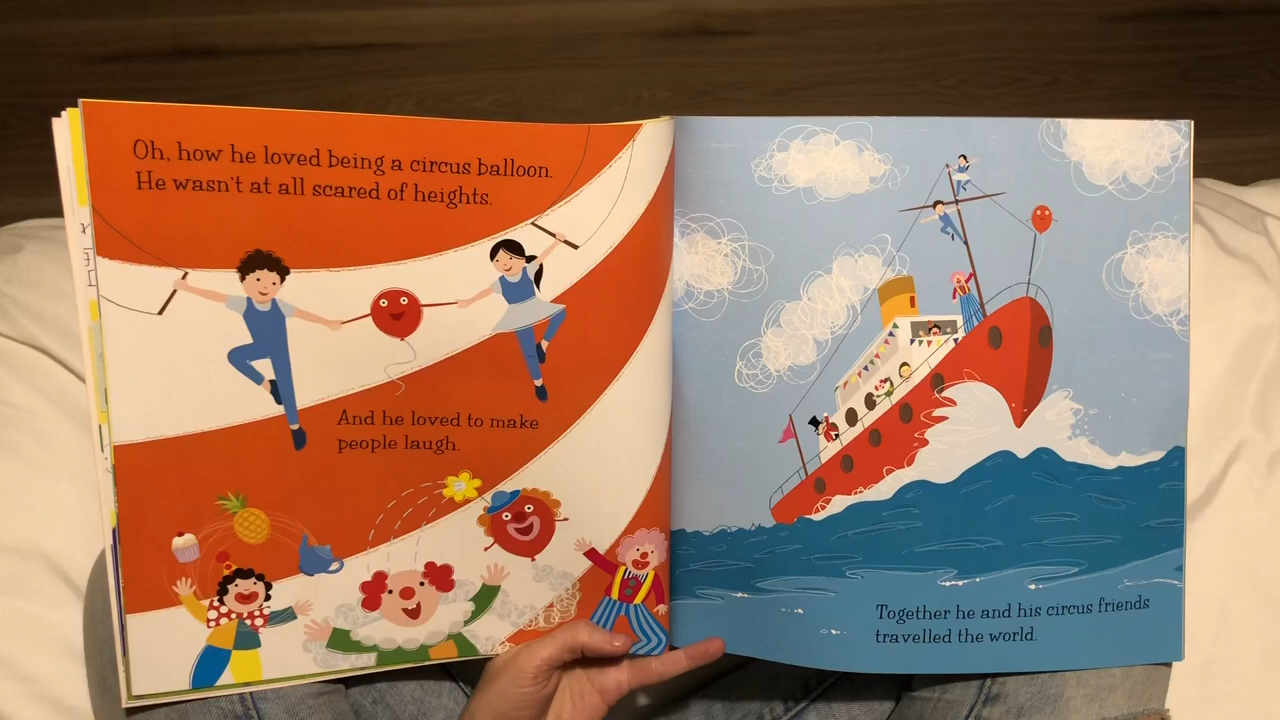 Oh, how he loved being a circus balloon.
He wasn't at all scared of heights.
And he loved to make
people laugh.
Together he and his circus friends
travelled the world.